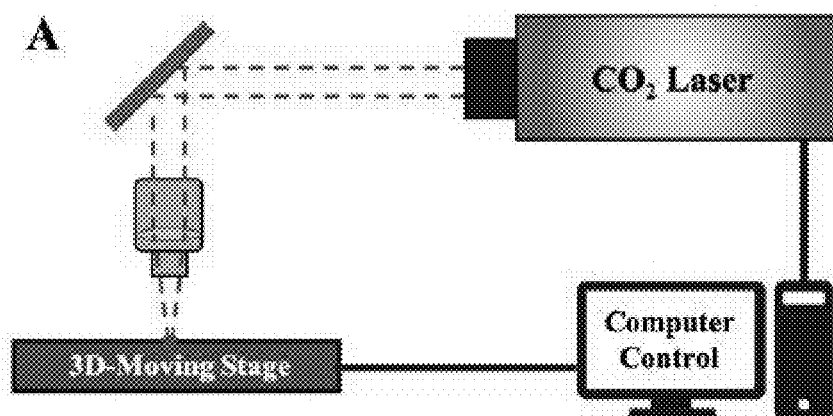 A
CO₂ Laser
3D-Moving Stage
Computer
Control